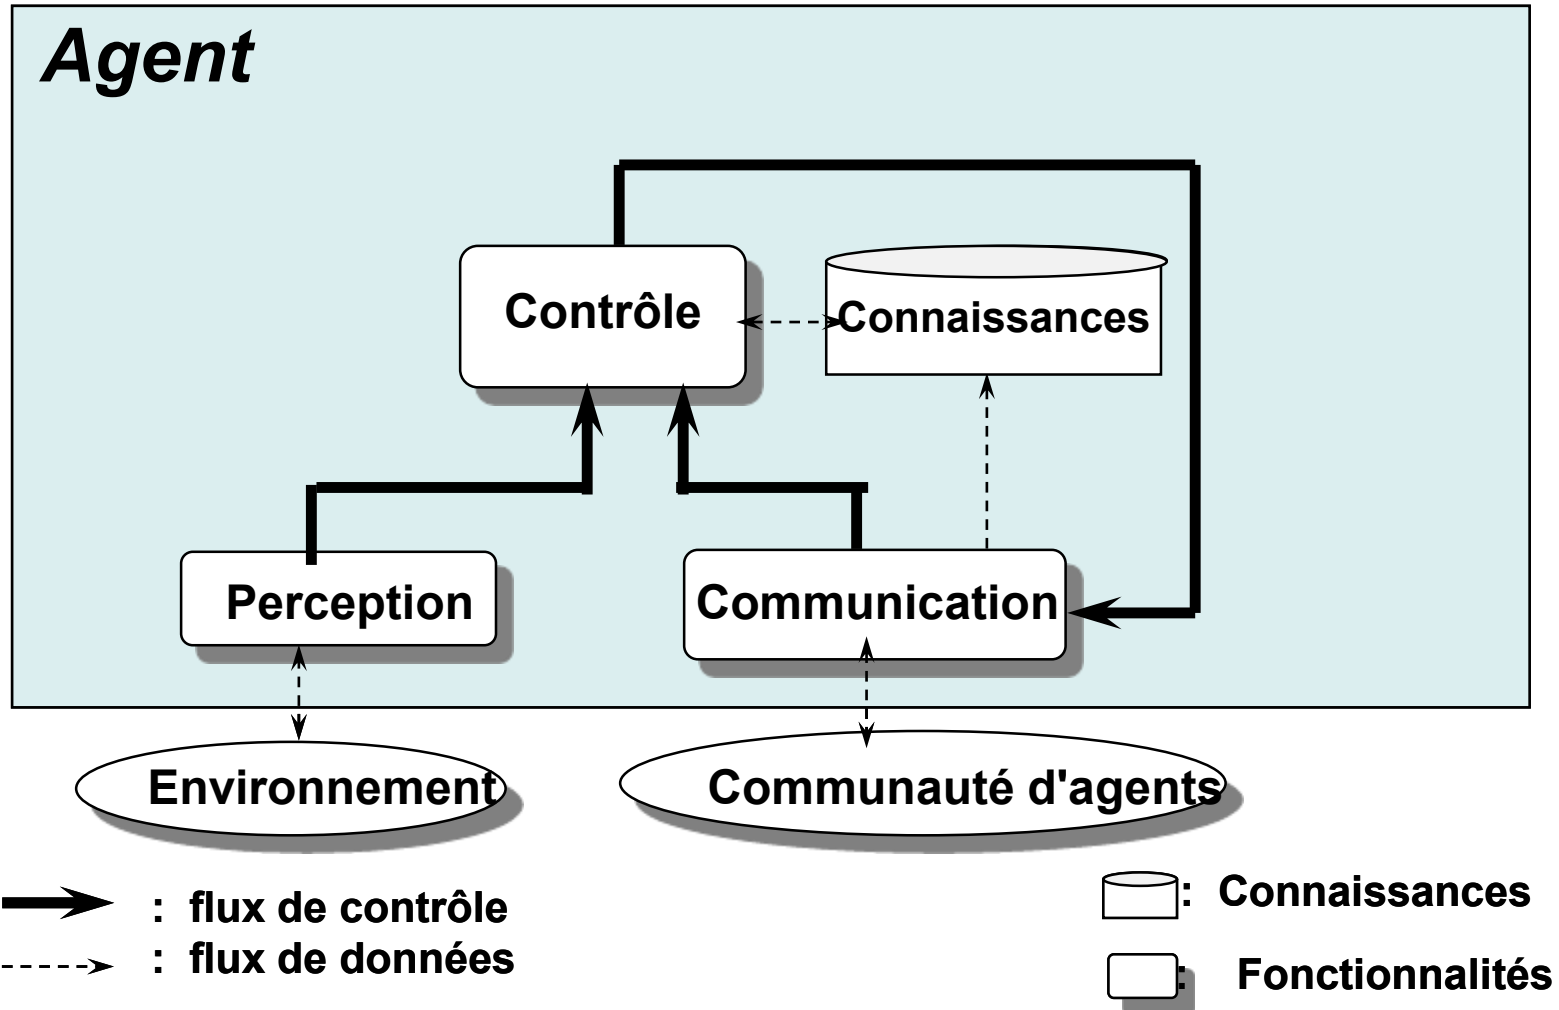 Agent
Contrôle
Connaissances
Perception
Communication
Environnement
Communauté d'agents
: flux de contrôle
: flux de données
: Connaissances
: Fonctionnalités